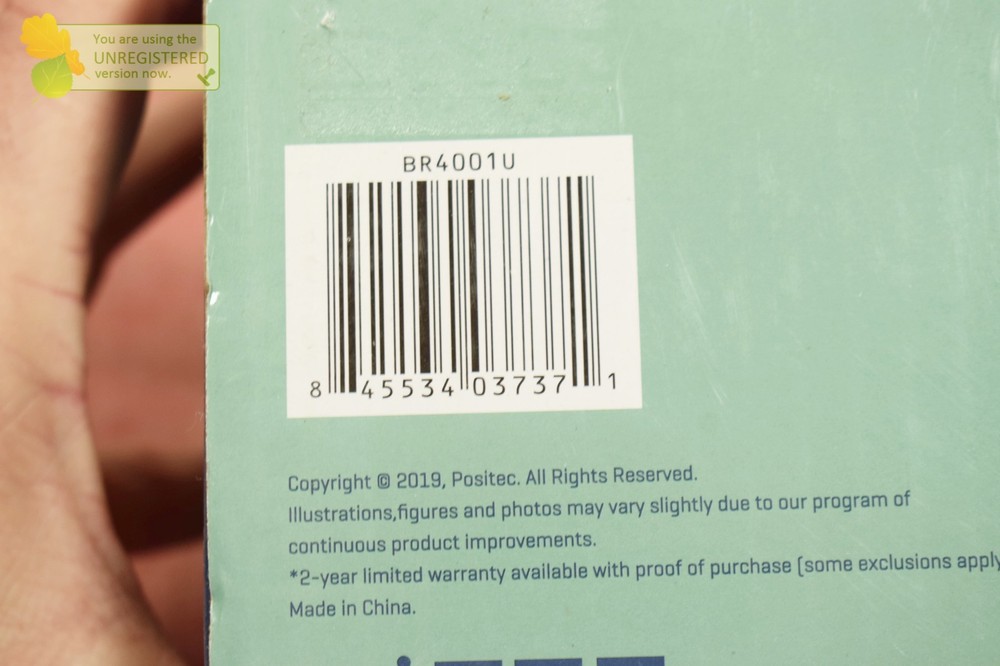 You are using the
UNREGISTERED
version now.
BR4001U
8 45534 03737 1
Copyright © 2019, Positec. All Rights Reserved.
Illustrations,figures and photos may vary slightly due to our program of
continuous product improvements.
*2-year limited warranty available with proof of purchase (some exclusions apply
Made in China.